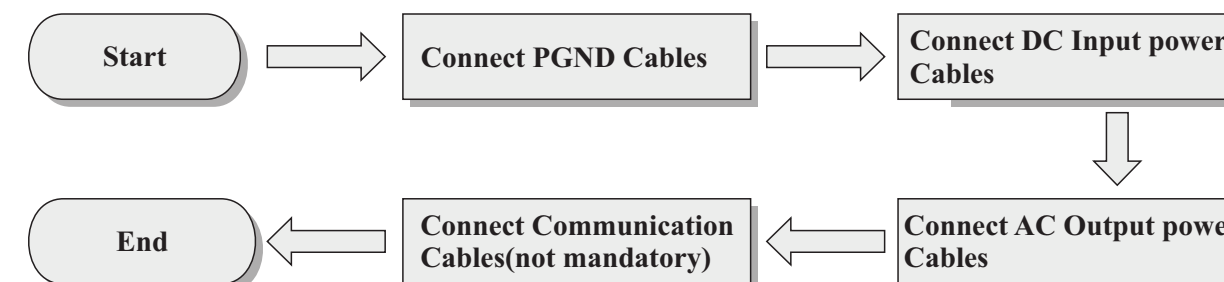 Start
Connect PGND Cables
Connect DC Input power
Cables
Connect AC Output powe
Cables
Connect Communication
Cables(not mandatory)
End